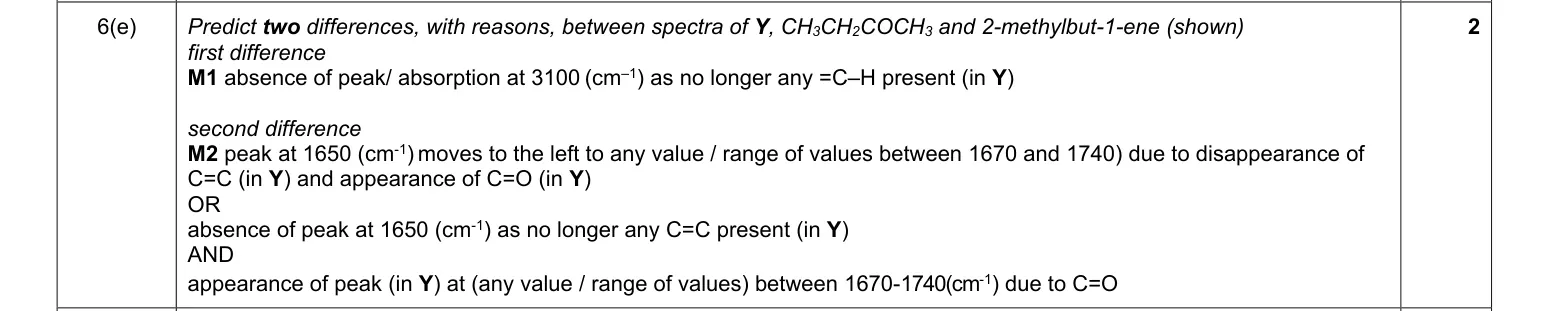 6(e) Predict two differences, with reasons, between spectra of Y, CH₃CH₂COCH₃ and 2-methylbut-1-ene (shown) 2
first difference
M1 absence of peak/ absorption at 3100 (cm⁻¹) as no longer any =C–H present (in Y)
second difference
M2 peak at 1650 (cm⁻¹) moves to the left to any value / range of values between 1670 and 1740) due to disappearance of
C=C (in Y) and appearance of C=O (in Y)
OR
absence of peak at 1650 (cm⁻¹) as no longer any C=C present (in Y)
AND
appearance of peak (in Y) at (any value / range of values) between 1670-1740(cm⁻¹) due to C=O